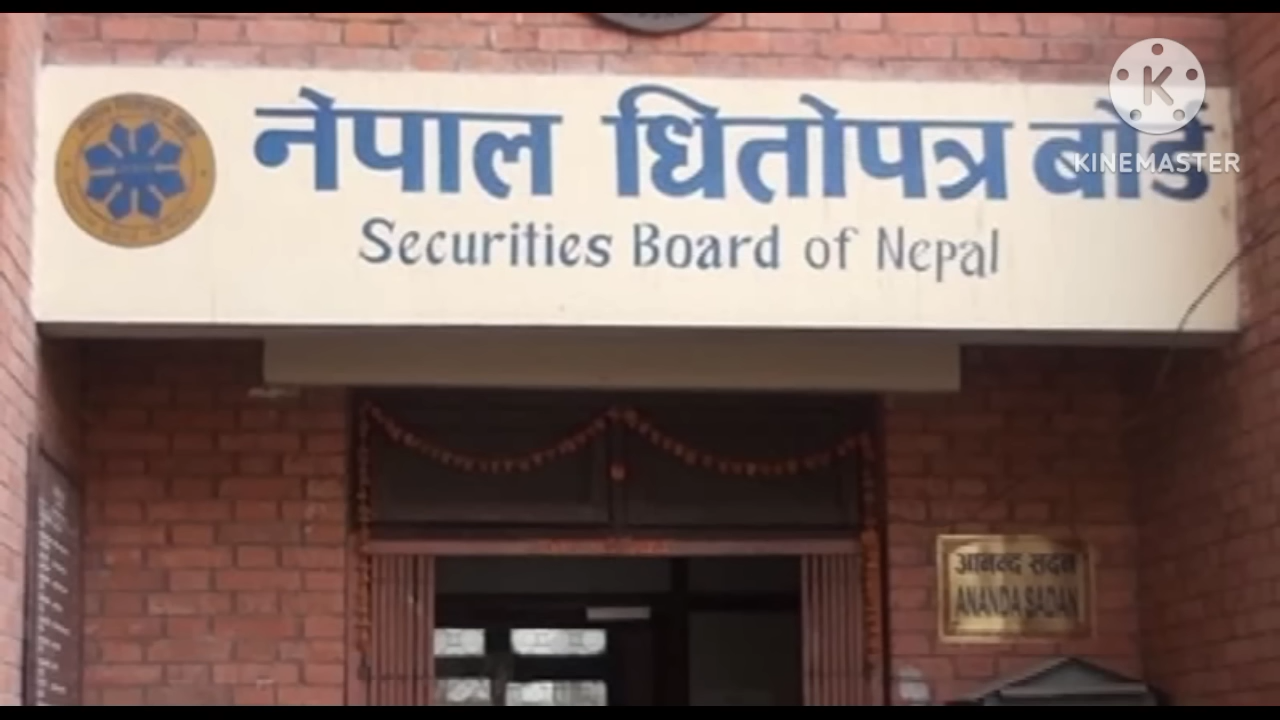 नेपाल धितोपत्र बोर्ड
Securities Board of Nepal
KINEMASTER
आनन्द सदन
ANANDA SADAN